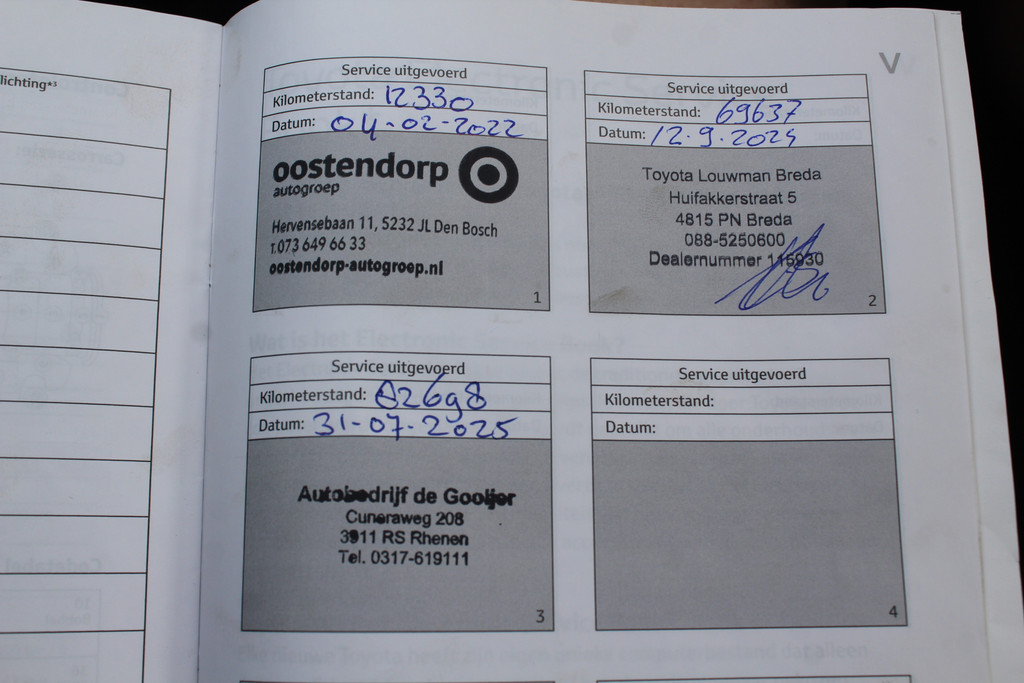 lichting*³
V
Service uitgevoerd
Kilometerstand: 12330
Datum: 04-02-2022
oostendorp
autogroep
Hervensebaan 11, 5232 JL Den Bosch
T. 073 649 66 33
oostendorp-autogroep.nl
1
Service uitgevoerd
Kilometerstand: 69637
Datum: 12.9.2024
Toyota Louwman Breda
Huifakkerstraat 5
4815 PN Breda
088-5250600
Dealernummer 115930
2
Service uitgevoerd
Kilometerstand: 82698
Datum: 31-07-2025
Autobedrijf de Gooijer
Cuneraweg 208
3911 RS Rhenen
Tel. 0317-619111
3
Service uitgevoerd
Kilometerstand:
Datum:
4